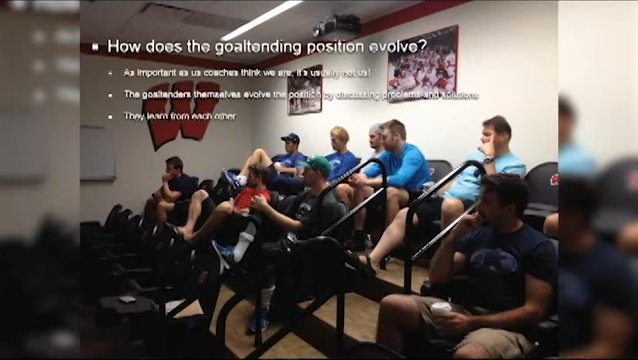 How does the goaltending position evolve?
As important as us coaches think we are, it's usually not us!
The goaltenders themselves evolve the position by discussing problems and solutions
They learn from each other
W